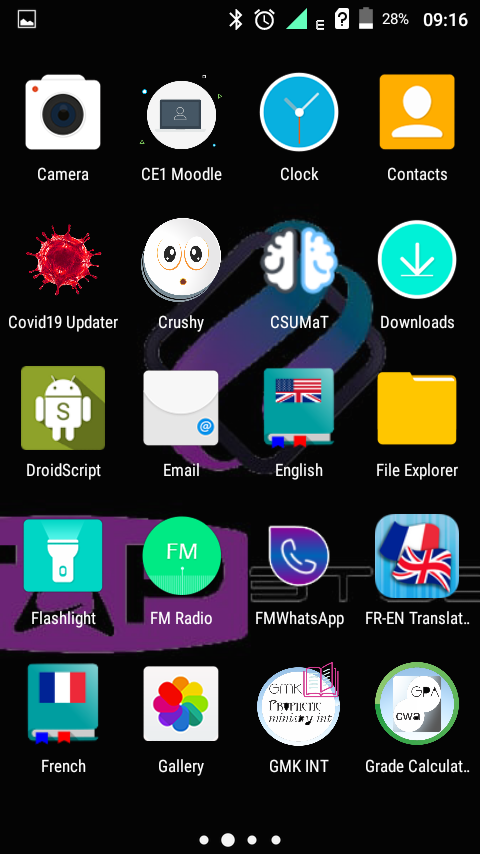 E ? 28% 09:16
Camera CE1 Moodle Clock Contacts
Covid19 Updater Crushy CSUMaT Downloads
S @
DroidScript Email English File Explorer
FM
Flashlight FM Radio FMWhatsApp FR-EN Translat..
GMK GPA
Prophetic cwa
ministry int
French Gallery GMK INT Grade Calculat..